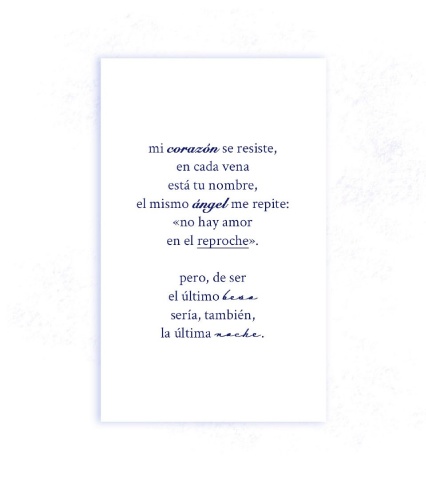 mi corazón se resiste,
en cada vena
está tu nombre,
el mismo ángel me repite:
«no hay amor
en el reproche».
pero, de ser
el último beso
sería, también,
la última noche.